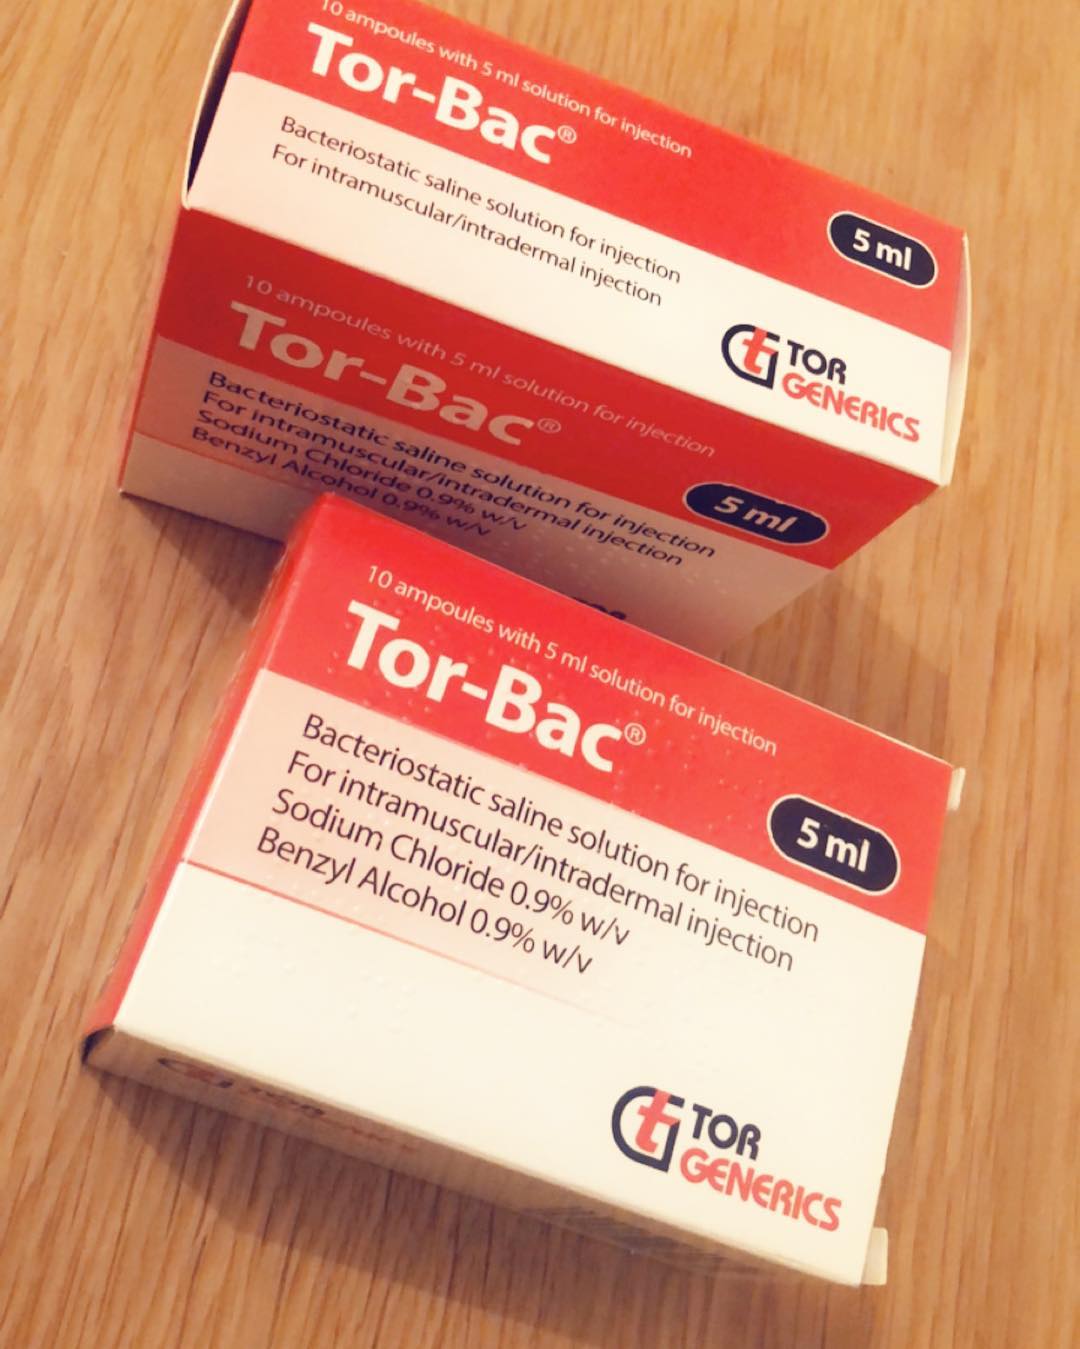 10 ampoules with 5 ml solution for injection
Tor-Bac®
Bacteriostatic saline solution for injection
For intramuscular/intradermal injection
5 ml
TOR
GENERICS
10 ampoules with 5 ml solution for injection
Tor-Bac®
Bacteriostatic saline solution for injection
For intramuscular/intradermal injection
Sodium Chloride 0.9% w/v
Benzyl Alcohol 0.9% w/v
5 ml
10 ampoules with 5 ml solution for injection
Tor-Bac®
Bacteriostatic saline solution for injection
For intramuscular/intradermal injection
Sodium Chloride 0.9% w/v
Benzyl Alcohol 0.9% w/v
5 ml
TOR
GENERICS